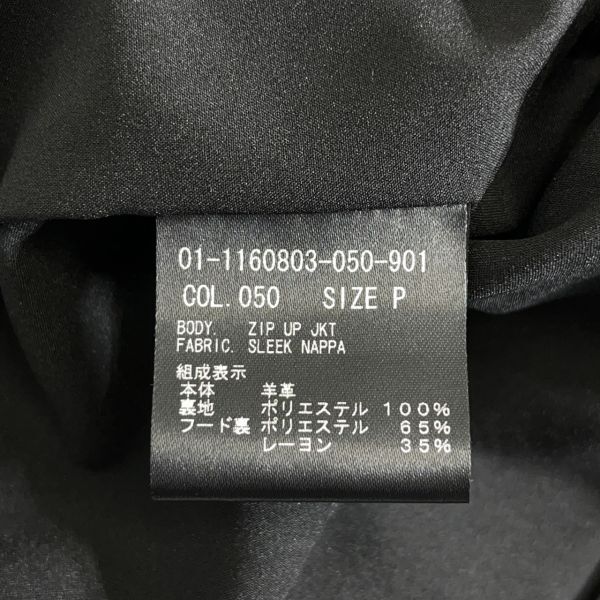 01-1160803-050-901
COL.050 SIZE P
BODY. ZIP UP JKT
FABRIC. SLEEK NAPPA
組成表示
本体 羊革
裏地 ポリエステル 100%
フード裏 ポリエステル 65%
レーヨン 35%